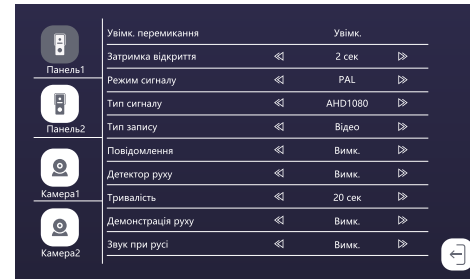 Панель1
Панель2
Камера1
Камера2
Увімк. перемикання Увімк.
Затримка відкриття 2 сек
Режим сигналу PAL
Тип сигналу AHD1080
Тип запису Відео
Повідомлення Вимк.
Детектор руху Вимк.
Тривалість 20 сек
Демонстрація руху Вимк.
Звук при русі Вимк.